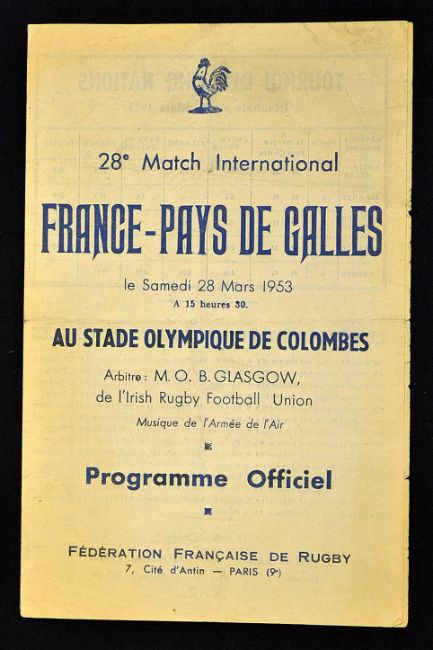 28e Match International
FRANCE-PAYS DE GALLES
le Samedi 28 Mars 1953
A 15 heures 30.
AU STADE OLYMPIQUE DE COLOMBES
Arbitre : M. O. B. GLASGOW,
de l'Irish Rugby Football Union
Musique de l'Armée de l'Air
Programme Officiel
FÉDÉRATION FRANÇAISE DE RUGBY
7, Cité d'Antin — PARIS (9e)